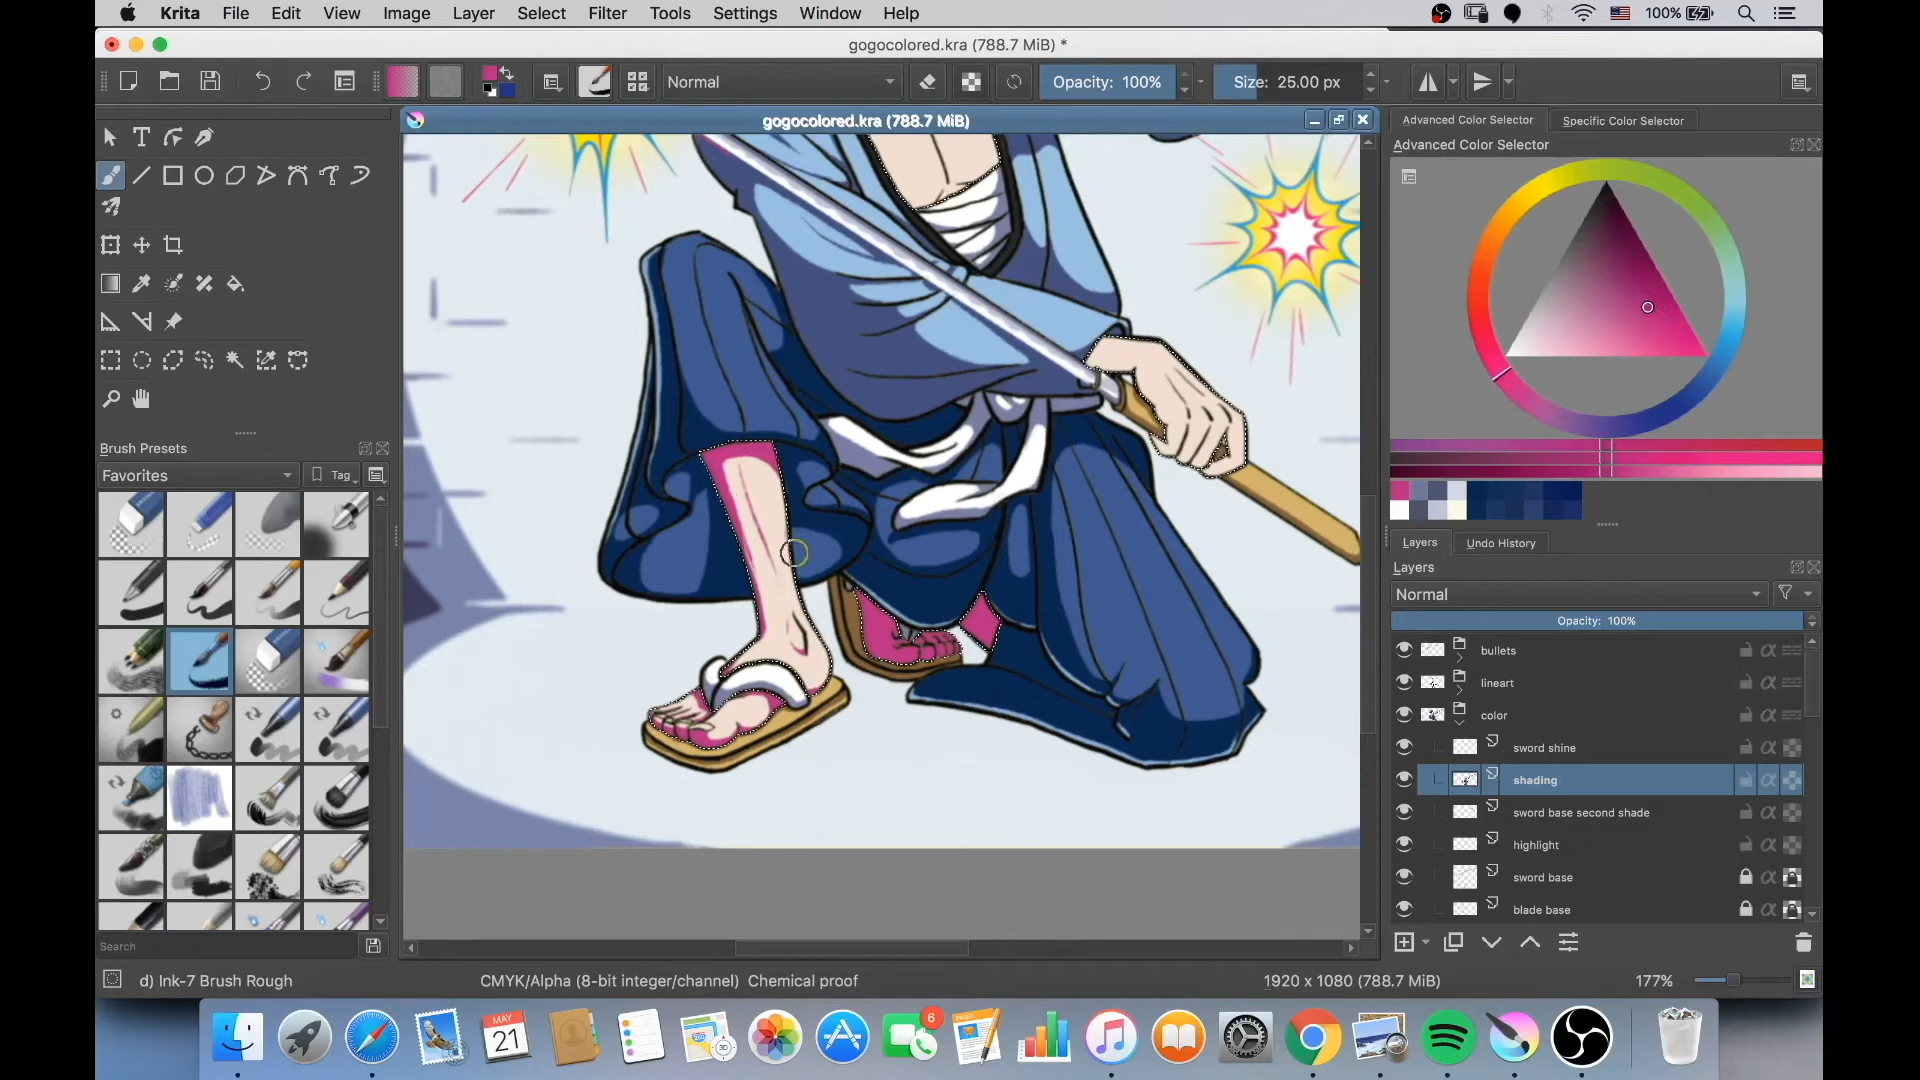 Krita File Edit View Image Layer Select Filter Tools Settings Window Help 100%
gogocolored.kra (788.7 MiB) *
Normal Opacity: 100% Size: 25.00 px
gogocolored.kra (788.7 MiB)
Advanced Color Selector Specific Color Selector
Advanced Color Selector
Brush Presets
Favorites Tag
Search
Layers Undo History
Layers
Normal
Opacity: 100%
bullets
lineart
color
sword shine
shading
sword base second shade
highlight
sword base
blade base
d) Ink-7 Brush Rough CMYK/Alpha (8-bit integer/channel) Chemical proof 1920 x 1080 (788.7 MiB) 177%
MAY
21
6
PAGES